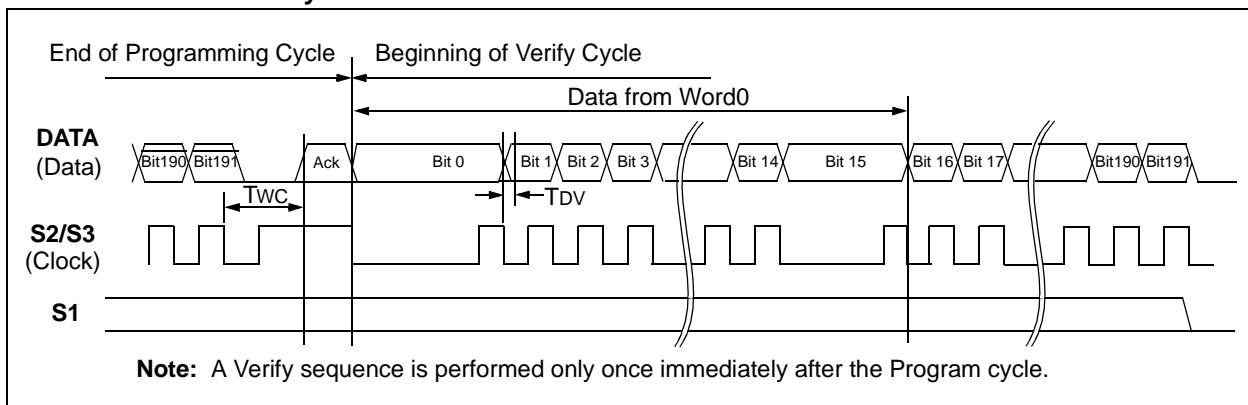 End of Programming Cycle Beginning of Verify Cycle
Data from Word0
DATA
(Data)
Bit190 Bit191 Ack Bit 0 Bit 1 Bit 2 Bit 3 Bit 14 Bit 15 Bit 16 Bit 17 Bit190 Bit191
TWC
TDV
S2/S3
(Clock)
S1
Note: A Verify sequence is performed only once immediately after the Program cycle.